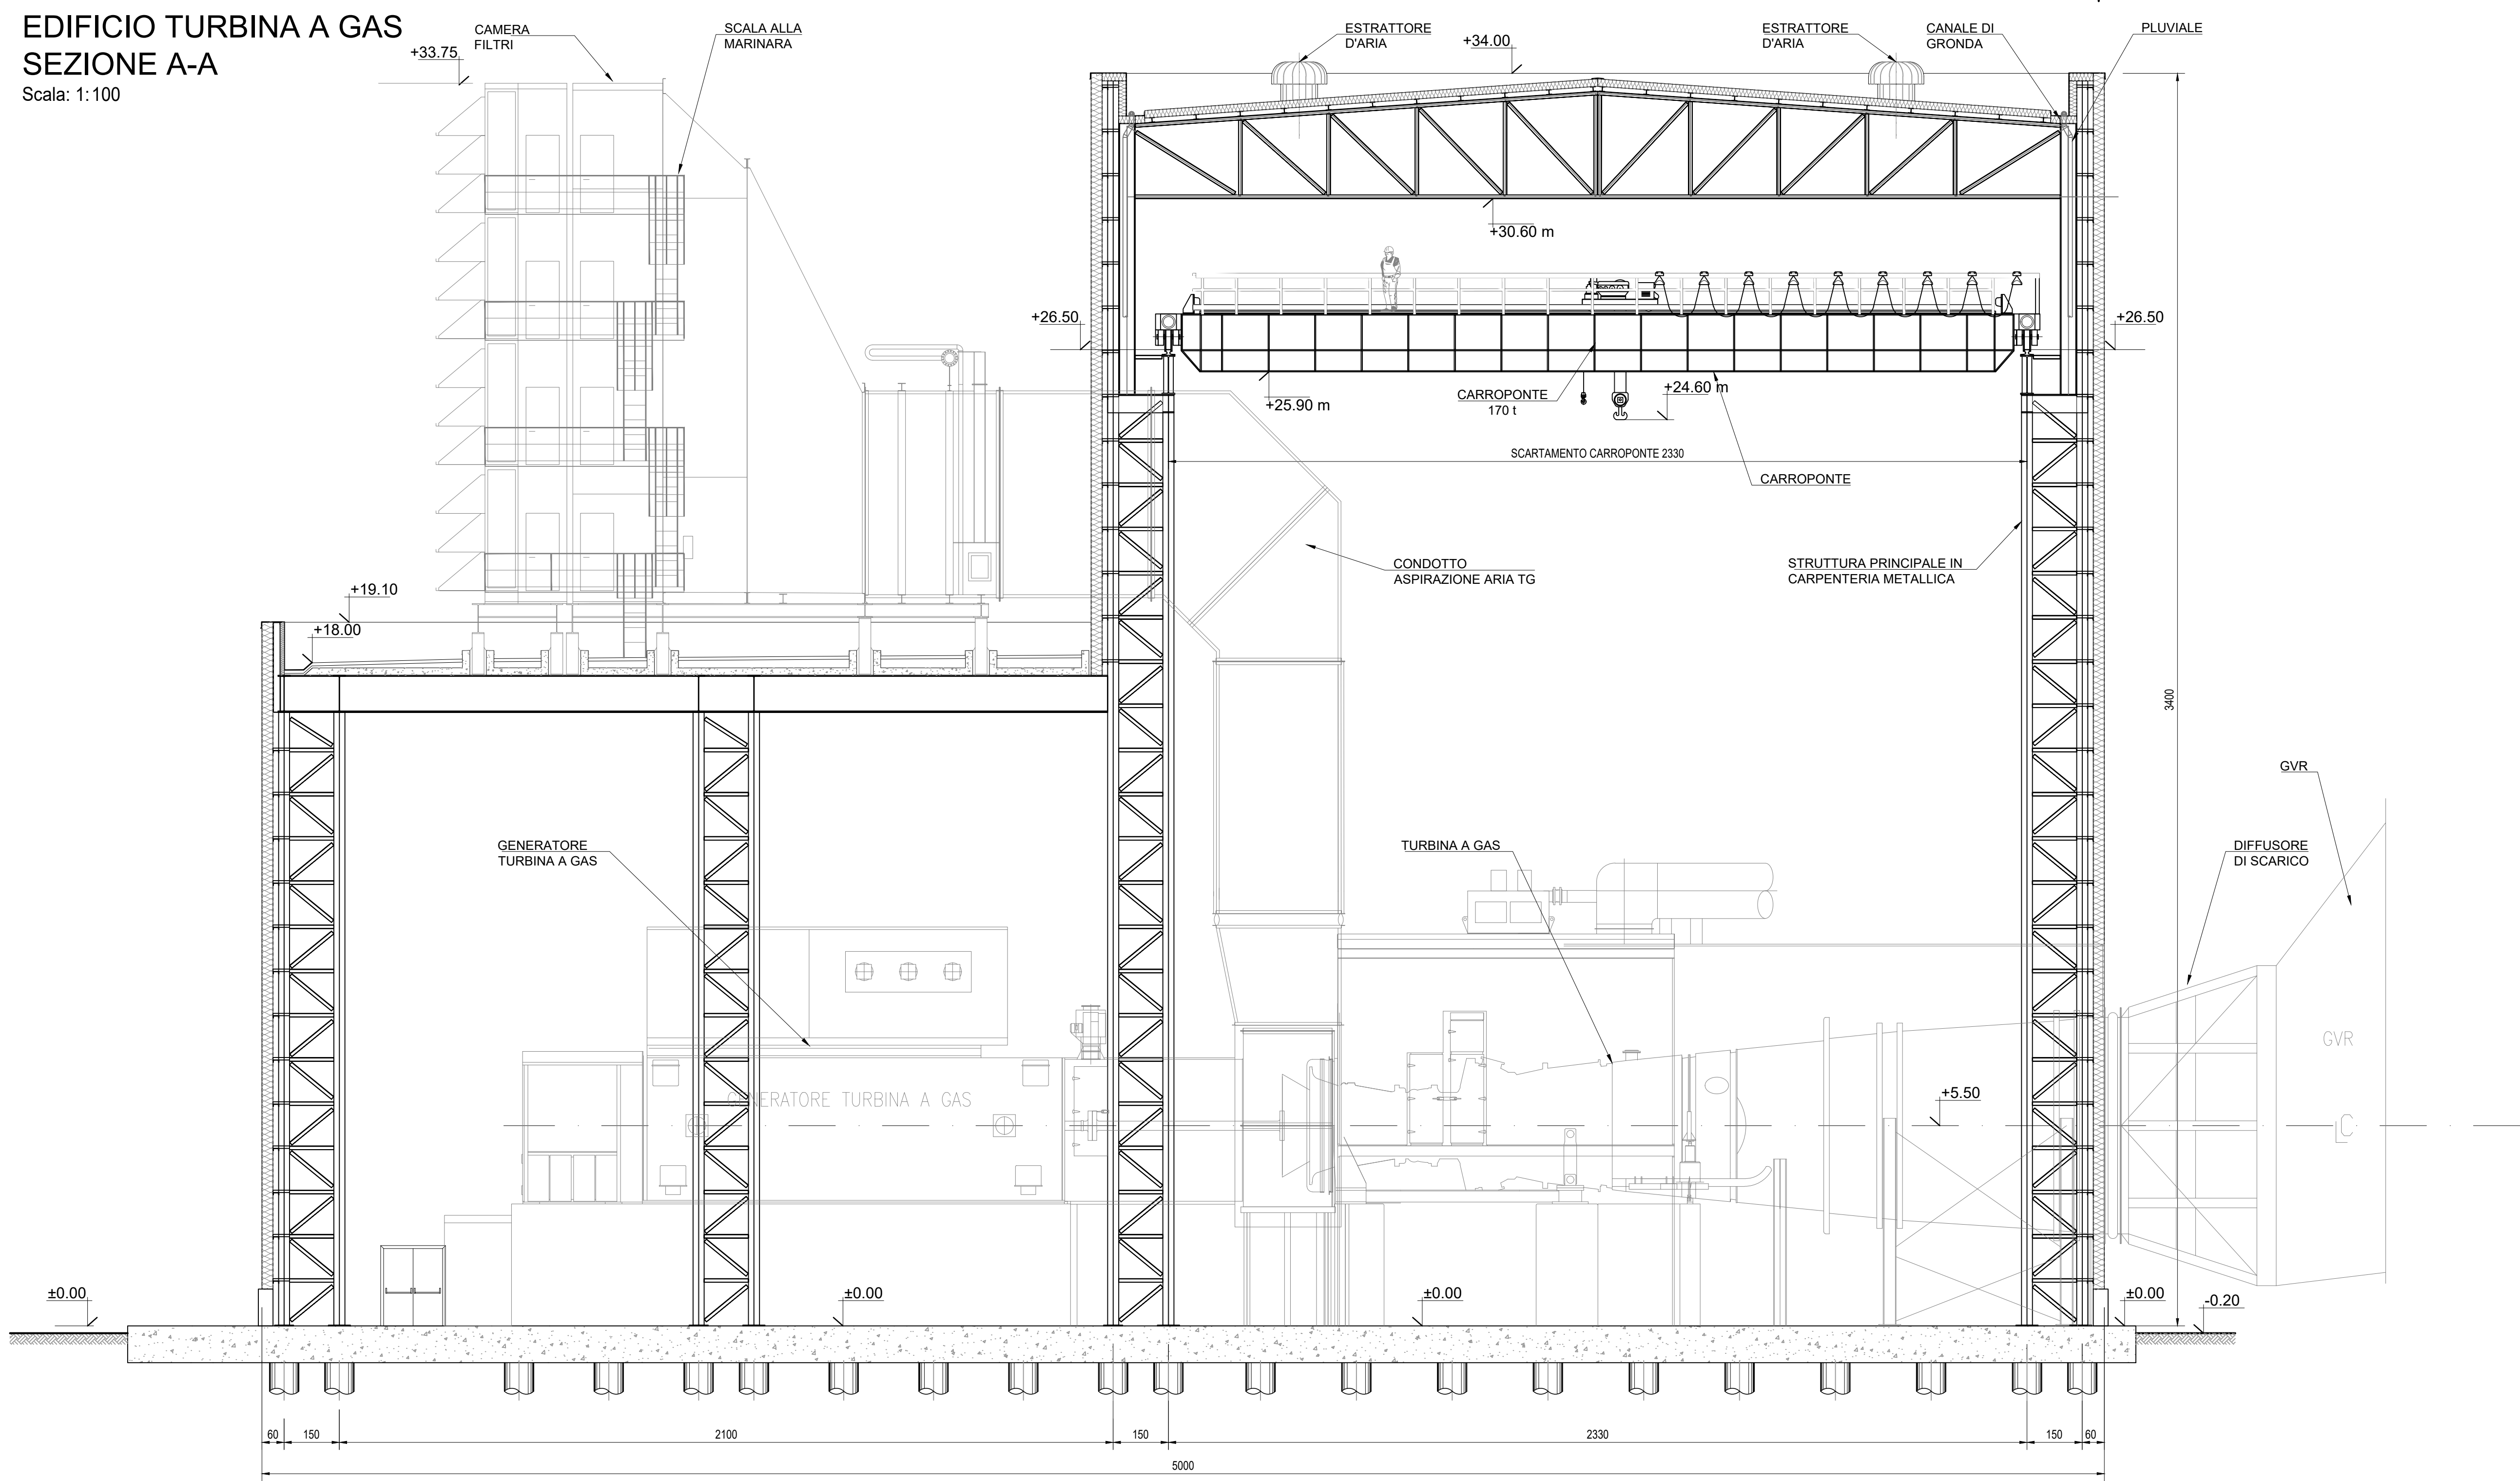 EDIFICIO TURBINA A GAS
SEZIONE A-A
Scala: 1:100
+33.75
CAMERA
FILTRI
SCALA ALLA
MARINARA
ESTRATTORE
D'ARIA
+34.00
ESTRATTORE
D'ARIA
CANALE DI
GRONDA
PLUVIALE
+30.60 m
+26.50
+26.50
+25.90 m
CARROPONTE
170 t
+24.60 m
SCARTAMENTO CARROPONTE 2330
CARROPONTE
CONDOTTO
ASPIRAZIONE ARIA TG
STRUTTURA PRINCIPALE IN
CARPENTERIA METALLICA
+19.10
+18.00
3400
GVR
GENERATORE
TURBINA A GAS
TURBINA A GAS
DIFFUSORE
DI SCARICO
GVR
GENERATORE TURBINA A GAS
+5.50
±0.00
±0.00
±0.00
±0.00
-0.20
60
150
2100
150
2330
150
60
5000